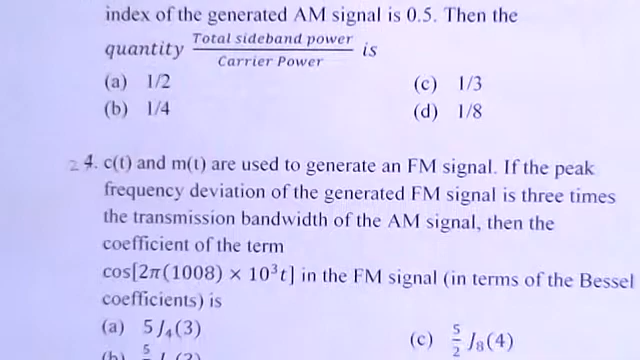 index of the generated AM signal is 0.5. Then the
quantity Total sideband power / Carrier Power is
(a) 1/2 (c) 1/3
(b) 1/4 (d) 1/8
24. c(t) and m(t) are used to generate an FM signal. If the peak
frequency deviation of the generated FM signal is three times
the transmission bandwidth of the AM signal, then the
coefficient of the term
cos[2π(1008) × 10³t] in the FM signal (in terms of the Bessel
coefficients) is
(a) 5 J₄(3) (c) 5/2 J₈(4)
(b) 5